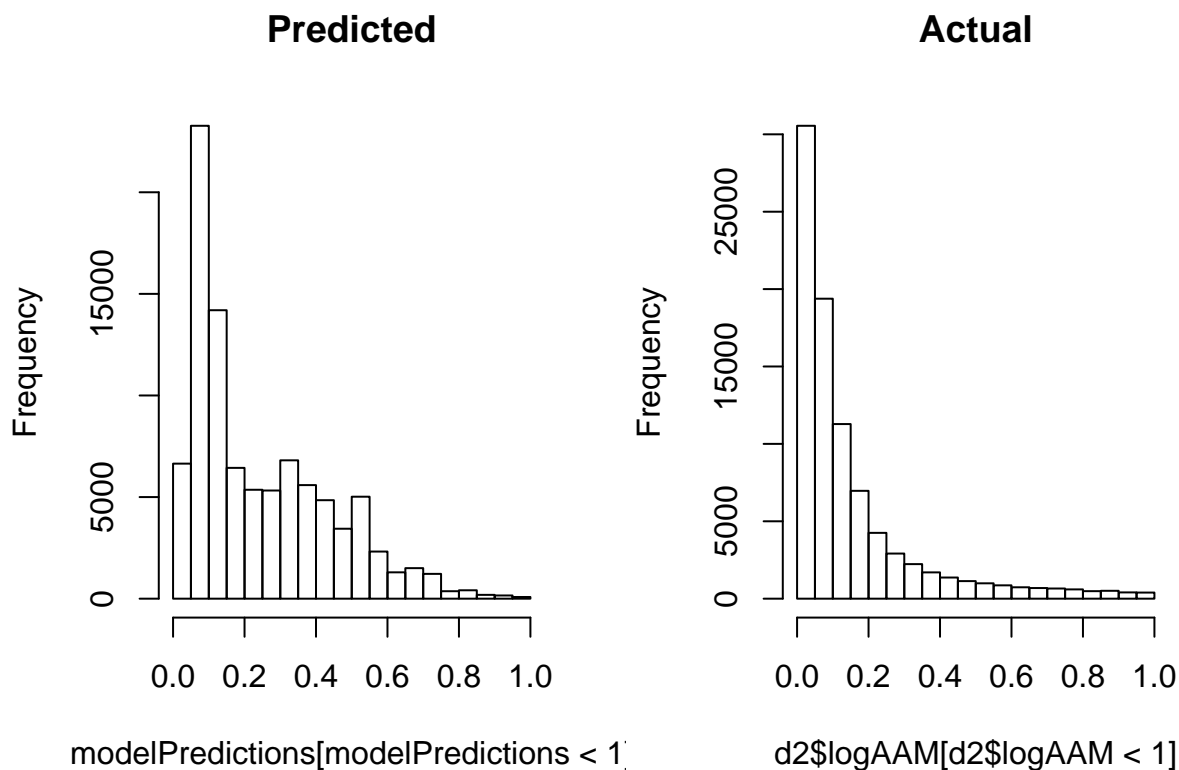 Predicted
Frequency
0 5000 15000
0.0 0.2 0.4 0.6 0.8 1.0
modelPredictions[modelPredictions < 1]
Actual
Frequency
0 5000 15000 25000
0.0 0.2 0.4 0.6 0.8 1.0
d2$logAAM[d2$logAAM < 1]